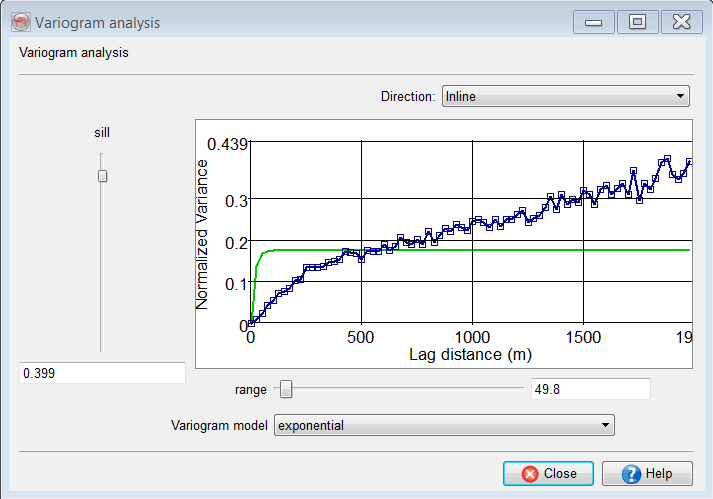 Variogram analysis
Variogram analysis
Direction: Inline
sill
0.439
0.3
0.2
0.1
0
Normalized Variance
0 500 1000 1500 19
Lag distance (m)
0.399
range 49.8
Variogram model exponential
Close Help